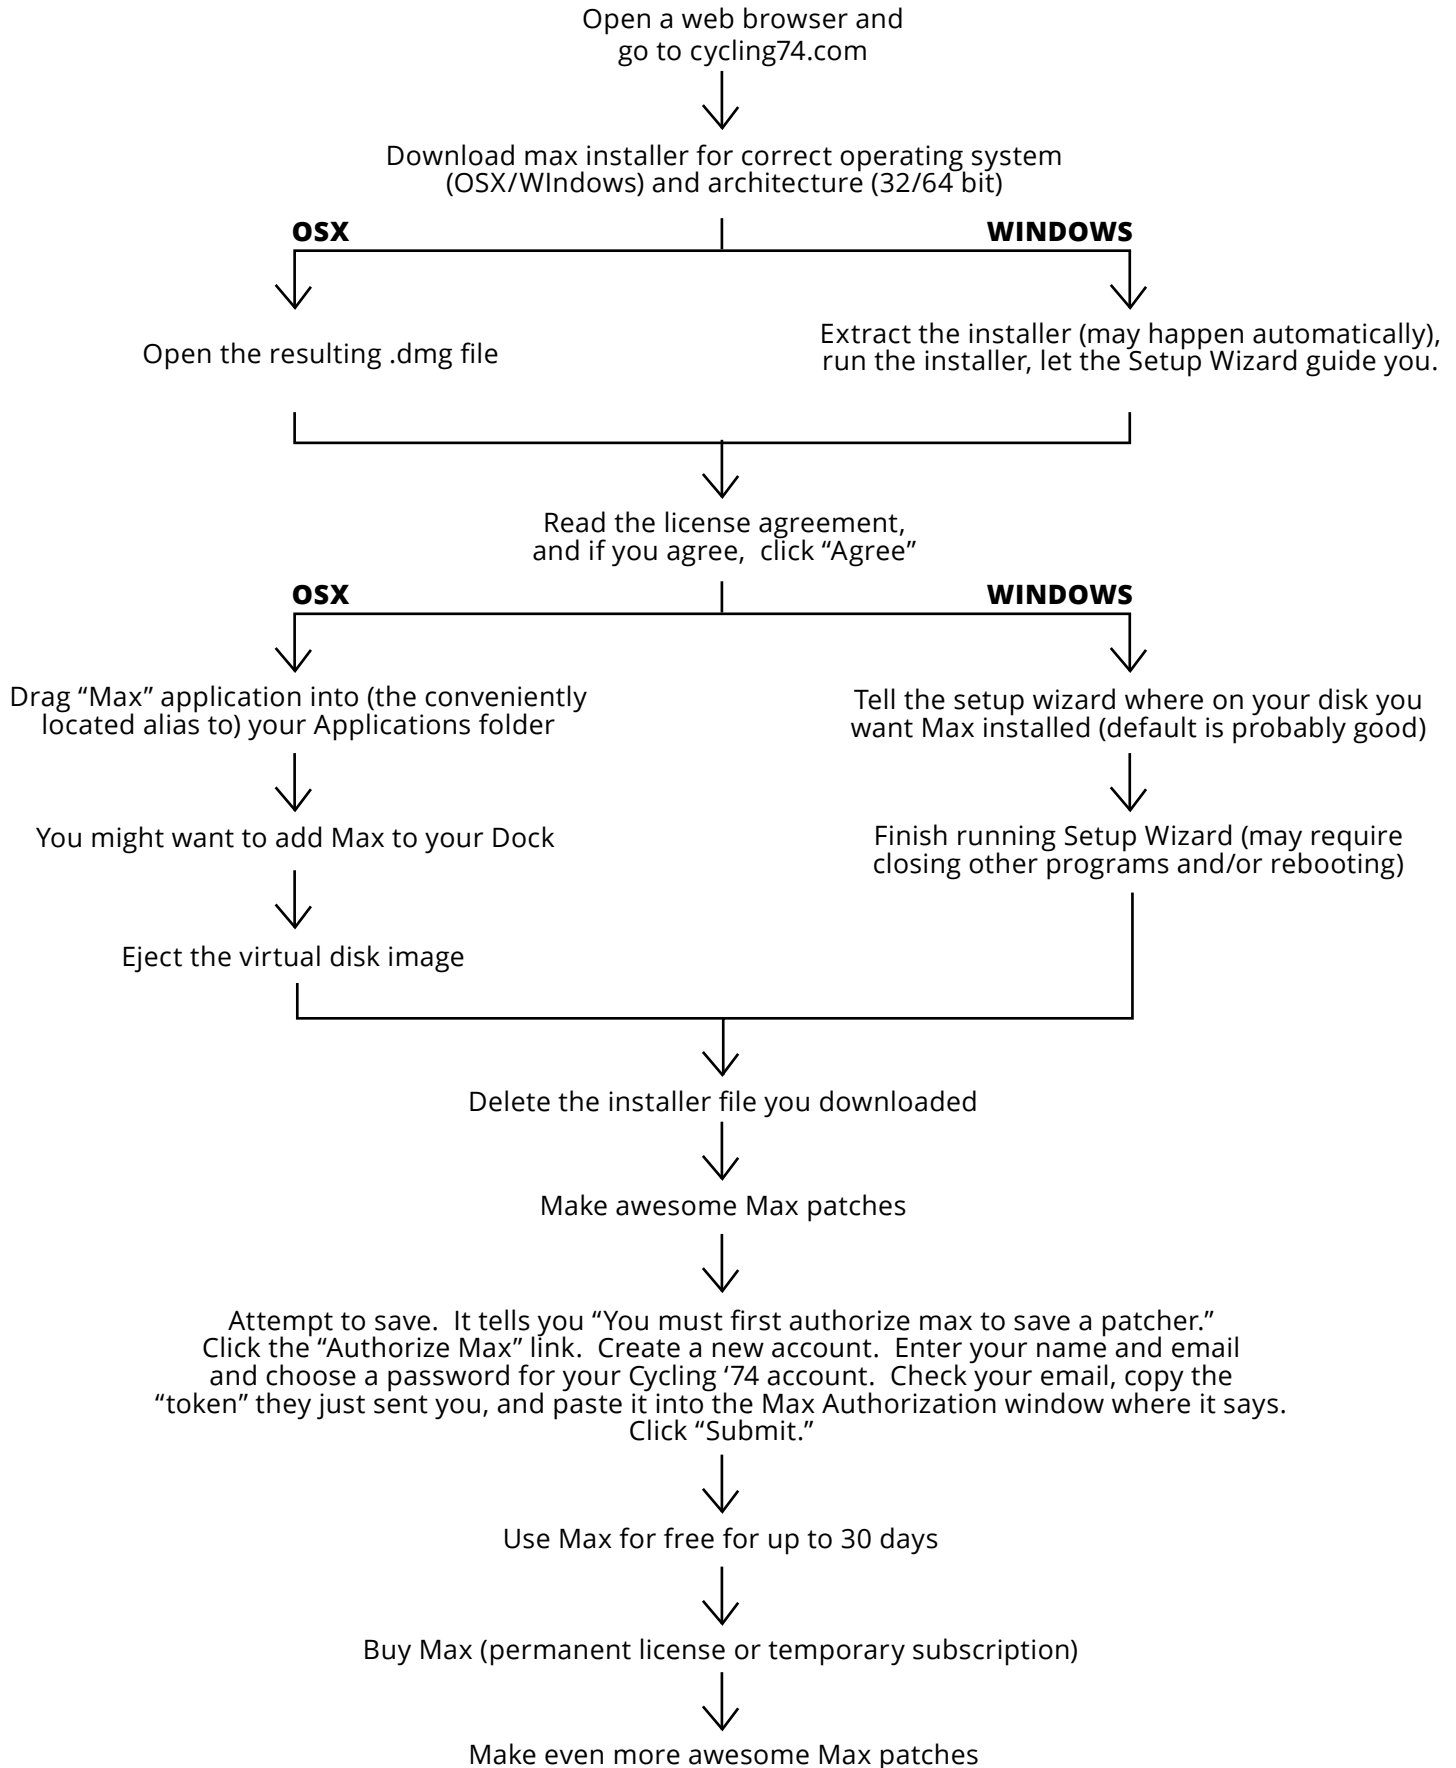 Open a web browser and
go to cycling74.com
Download max installer for correct operating system
(OSX/WIndows) and architecture (32/64 bit)
OSX
WINDOWS
Open the resulting .dmg file
Extract the installer (may happen automatically),
run the installer, let the Setup Wizard guide you.
Read the license agreement,
and if you agree,  click “Agree”
OSX
WINDOWS
Drag “Max” application into (the conveniently
located alias to) your Applications folder
Tell the setup wizard where on your disk you
want Max installed (default is probably good)
You might want to add Max to your Dock
Finish running Setup Wizard (may require
closing other programs and/or rebooting)
Eject the virtual disk image
Delete the installer file you downloaded
Make awesome Max patches
Attempt to save.  It tells you “You must first authorize max to save a patcher.”
Click the “Authorize Max” link.  Create a new account.  Enter your name and email
and choose a password for your Cycling ‘74 account.  Check your email, copy the
“token” they just sent you, and paste it into the Max Authorization window where it says.
Click “Submit.”
Use Max for free for up to 30 days
Buy Max (permanent license or temporary subscription)
Make even more awesome Max patches